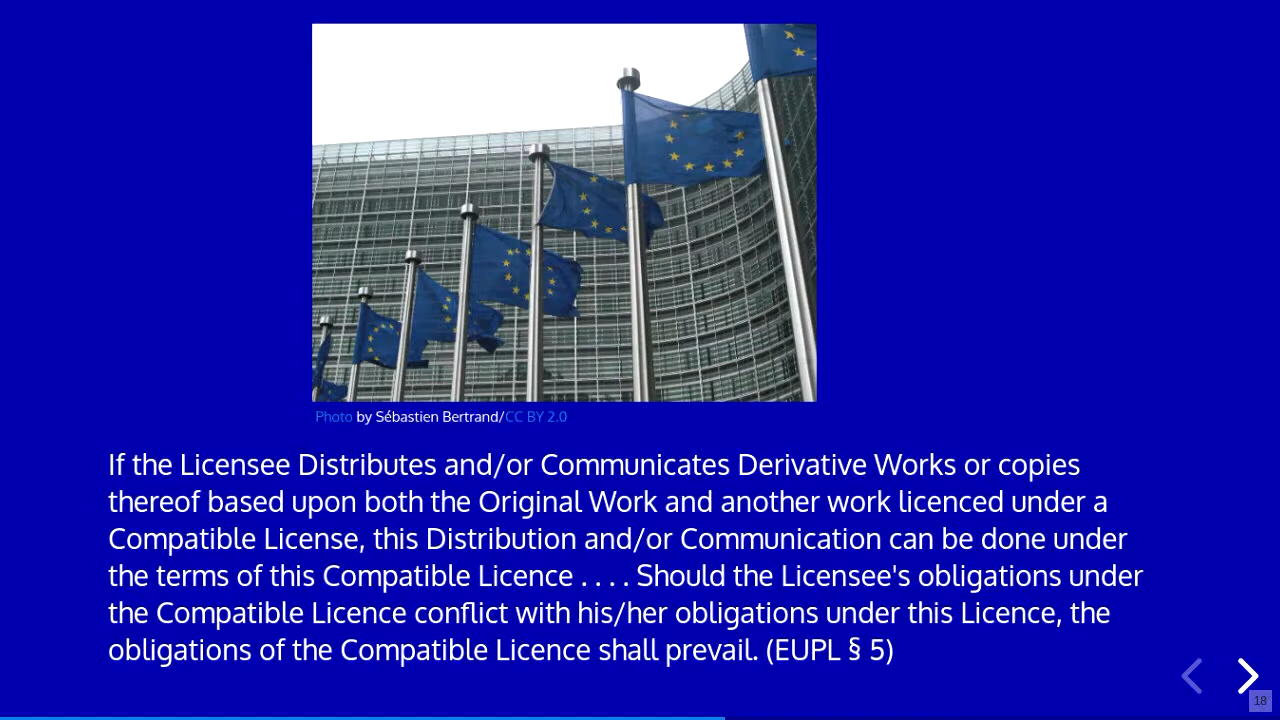 Photo by Sébastien Bertrand/CC BY 2.0
If the Licensee Distributes and/or Communicates Derivative Works or copies
thereof based upon both the Original Work and another work licenced under a
Compatible License, this Distribution and/or Communication can be done under
the terms of this Compatible Licence . . . . Should the Licensee's obligations under
the Compatible Licence conflict with his/her obligations under this Licence, the
obligations of the Compatible Licence shall prevail. (EUPL § 5)
18